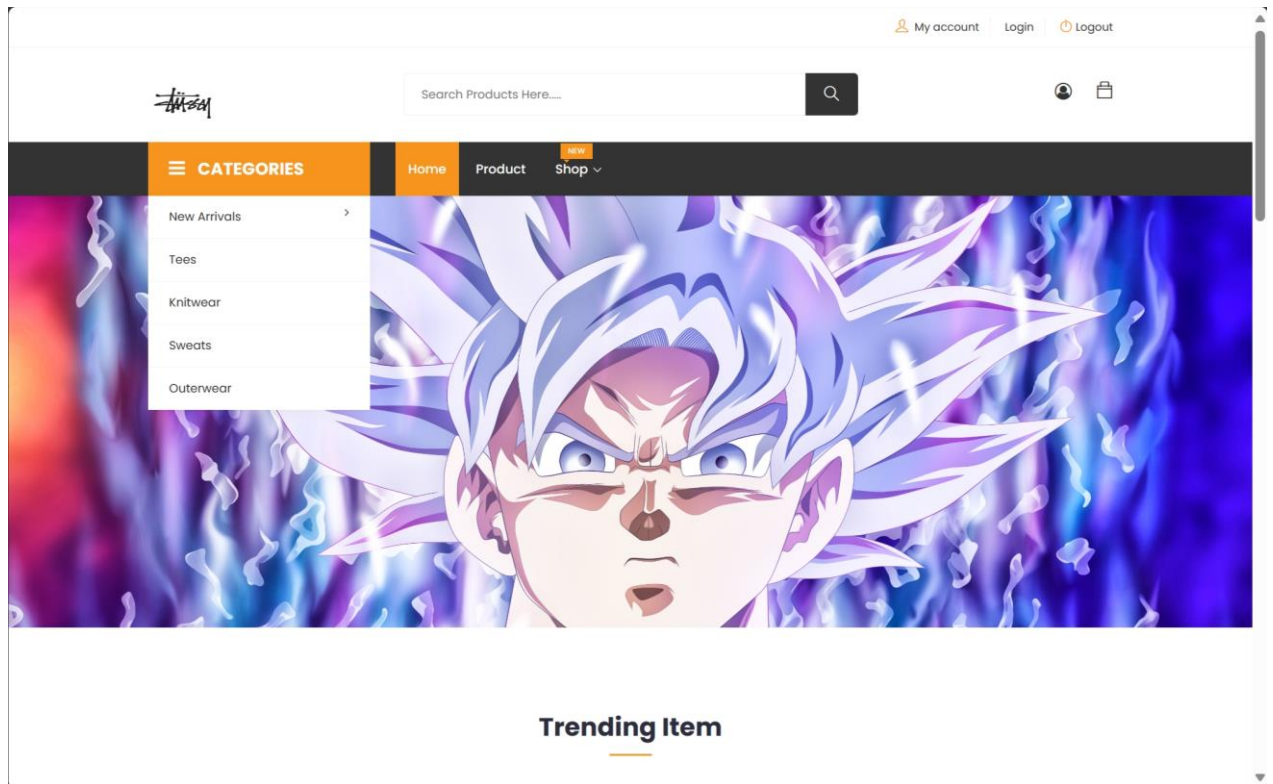 My account Login Logout
Stüssy
Search Products Here.....
CATEGORIES
Home Product Shop
NEW
New Arrivals
Tees
Knitwear
Sweats
Outerwear
Trending Item